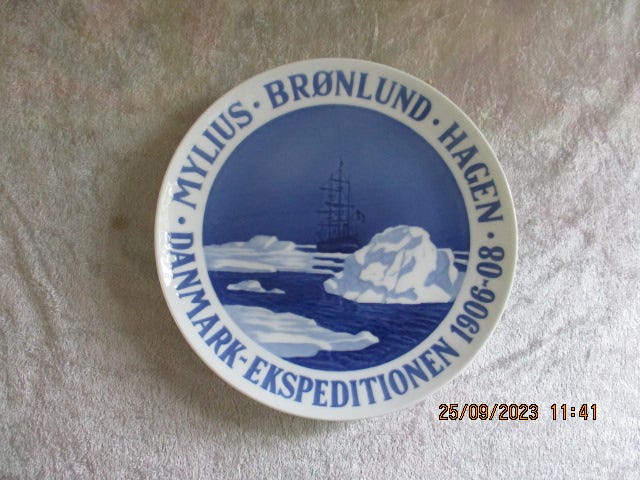 · MYLIUS · BRØNLUND · HAGEN ·
DANMARK-EKSPEDITIONEN 1906-08
25/09/2023 11:41